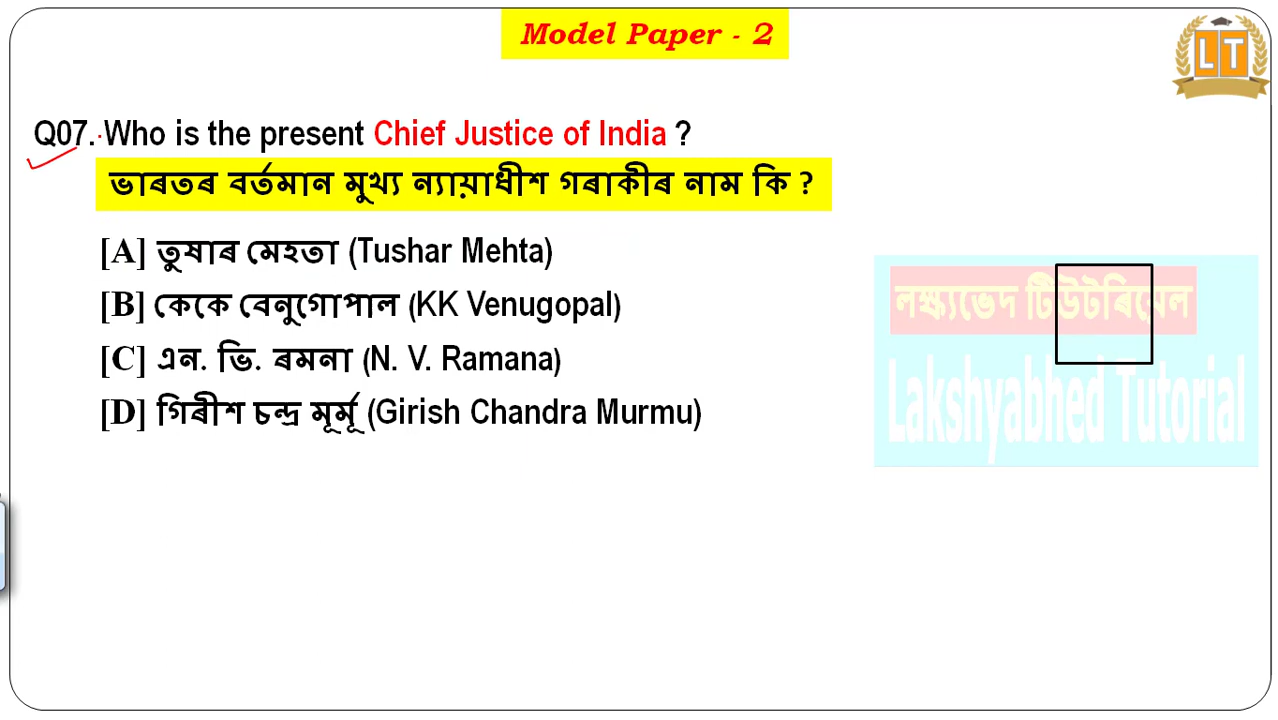 Model Paper - 2
LT
Q07. Who is the present Chief Justice of India ?
ভাৰতৰ বৰ্তমান মুখ্য ন্যায়াধীশ গৰাকীৰ নাম কি ?
[A] তুষাৰ মেহতা (Tushar Mehta)
[B] কেকে বেনুগোপাল (KK Venugopal)
[C] এন. ভি. ৰমনা (N. V. Ramana)
[D] গিৰীশ চন্দ্ৰ মূৰ্মূ (Girish Chandra Murmu)
লক্ষ্যভেদ টিউটৰিয়েল
Lakshyabhed Tutorial